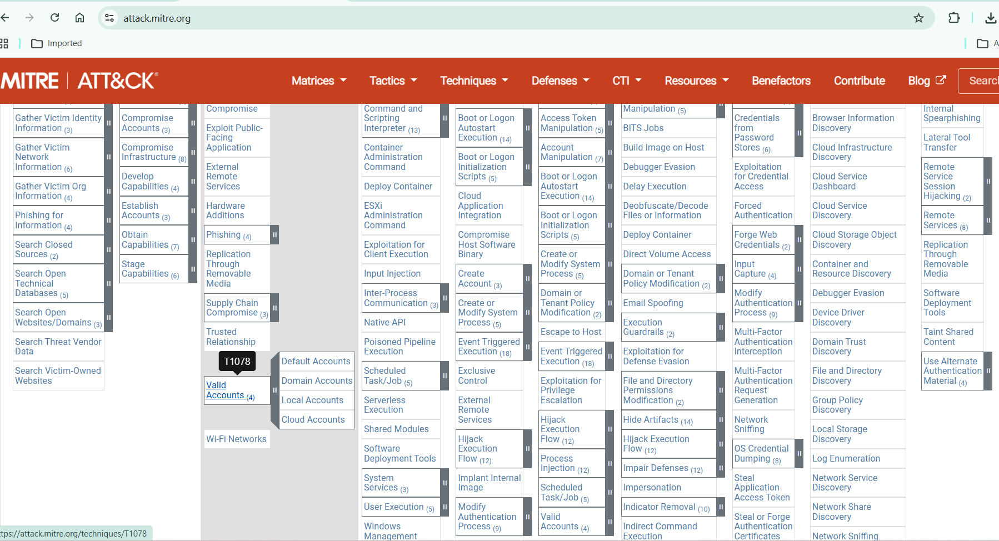 attack.mitre.org
Imported
A
MITRE | ATT&CK®
Matrices
Tactics
Techniques
Defenses
CTI
Resources
Benefactors
Contribute
Blog
Search
Gather Victim Identity
Information (3)
Gather Victim
Network
Information (6)
Gather Victim Org
Information (4)
Phishing for
Information (4)
Search Closed
Sources (2)
Search Open
Technical
Databases (5)
Search Open
Websites/Domains (3)
Search Threat Vendor
Data
Search Victim-Owned
Websites
Compromise
Accounts (3)
Compromise
Infrastructure (8)
Develop
Capabilities (4)
Establish
Accounts (3)
Obtain
Capabilities (7)
Stage
Capabilities (6)
Compromise
Exploit Public-
Facing
Application
External
Remote
Services
Hardware
Additions
Phishing (4)
Replication
Through
Removable
Media
Supply Chain
Compromise (3)
Trusted
Relationship
T1078
Valid
Accounts (4)
Default Accounts
Domain Accounts
Local Accounts
Cloud Accounts
Wi-Fi Networks
Command and
Scripting
Interpreter (13)
Container
Administration
Command
Deploy Container
ESXi
Administration
Command
Exploitation for
Client Execution
Input Injection
Inter-Process
Communication (3)
Native API
Poisoned Pipeline
Execution
Scheduled
Task/Job (5)
Serverless
Execution
Shared Modules
Software
Deployment Tools
System
Services (3)
User Execution (5)
Windows
Management
Boot or Logon
Autostart
Execution (14)
Boot or Logon
Initialization
Scripts (5)
Cloud
Application
Integration
Compromise
Host Software
Binary
Create
Account (3)
Create or
Modify System
Process (5)
Event Triggered
Execution (18)
Exclusive
Control
External
Remote
Services
Hijack
Execution
Flow (12)
Implant Internal
Image
Modify
Authentication
Process (9)
Access Token
Manipulation (5)
Account
Manipulation (7)
Boot or Logon
Autostart
Execution (14)
Boot or Logon
Initialization
Scripts (5)
Create or
Modify System
Process (5)
Domain or
Tenant Policy
Modification (2)
Escape to Host
Event Triggered
Execution (18)
Exploitation for
Privilege
Escalation
Hijack
Execution
Flow (12)
Process
Injection (12)
Scheduled
Task/Job (5)
Valid
Accounts (4)
Manipulation (5)
BITS Jobs
Build Image on Host
Debugger Evasion
Delay Execution
Deobfuscate/Decode
Files or Information
Deploy Container
Direct Volume Access
Domain or Tenant
Policy Modification (2)
Email Spoofing
Execution
Guardrails (2)
Exploitation for
Defense Evasion
File and Directory
Permissions
Modification (2)
Hide Artifacts (14)
Hijack Execution
Flow (12)
Impair Defenses (12)
Impersonation
Indicator Removal (10)
Indirect Command
Execution
Credentials
from
Password
Stores (6)
Exploitation
for Credential
Access
Forced
Authentication
Forge Web
Credentials (2)
Input
Capture (4)
Modify
Authentication
Process (9)
Multi-Factor
Authentication
Interception
Multi-Factor
Authentication
Request
Generation
Network
Sniffing
OS Credential
Dumping (8)
Steal
Application
Access Token
Steal or Forge
Authentication
Certificates
Browser Information
Discovery
Cloud Infrastructure
Discovery
Cloud Service
Dashboard
Cloud Service
Discovery
Cloud Storage Object
Discovery
Container and
Resource Discovery
Debugger Evasion
Device Driver
Discovery
Domain Trust
Discovery
File and Directory
Discovery
Group Policy
Discovery
Local Storage
Discovery
Log Enumeration
Network Service
Discovery
Network Share
Discovery
Network Sniffing
Internal
Spearphishing
Lateral Tool
Transfer
Remote
Service
Session
Hijacking (2)
Remote
Services (8)
Replication
Through
Removable
Media
Software
Deployment
Tools
Taint Shared
Content
Use Alternate
Authentication
Material (4)
ttps://attack.mitre.org/techniques/T1078